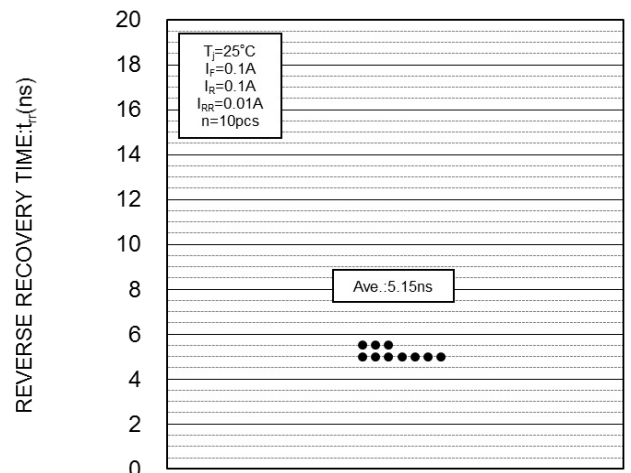 REVERSE RECOVERY TIME:trr(ns)
20
18
16
14
12
10
8
6
4
2
0
Tj=25°C
IF=0.1A
IR=0.1A
IRR=0.01A
n=10pcs
Ave.:5.15ns